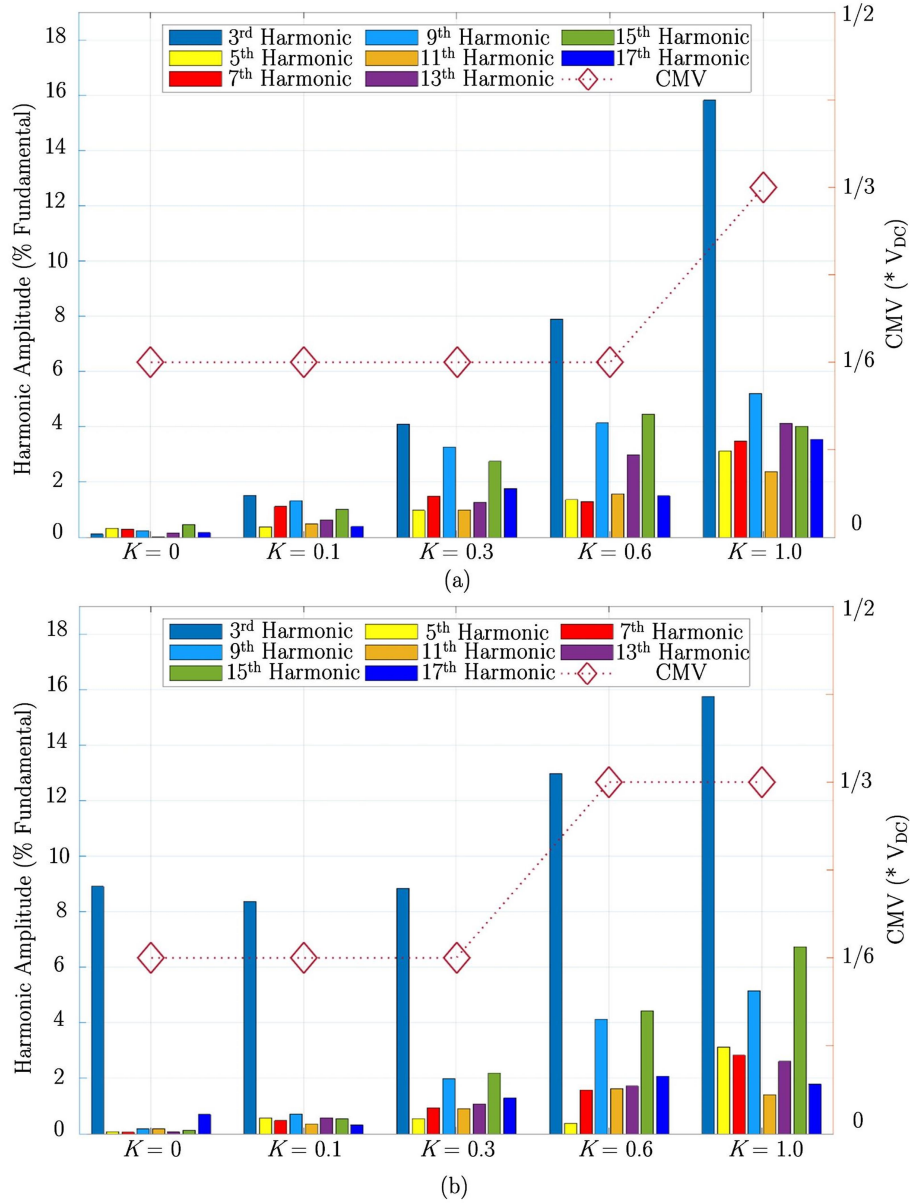 3rd Harmonic 9th Harmonic 15th Harmonic
5th Harmonic 11th Harmonic 17th Harmonic
7th Harmonic 13th Harmonic CMV
Harmonic Amplitude (% Fundamental)
18
16
14
12
10
8
6
4
2
0
1/2
1/3
1/6
0
CMV (* VDC)
K = 0 K = 0.1 K = 0.3 K = 0.6 K = 1.0
(a)
3rd Harmonic 5th Harmonic 7th Harmonic
9th Harmonic 11th Harmonic 13th Harmonic
15th Harmonic 17th Harmonic CMV
Harmonic Amplitude (% Fundamental)
18
16
14
12
10
8
6
4
2
0
1/2
1/3
1/6
0
CMV (* VDC)
K = 0 K = 0.1 K = 0.3 K = 0.6 K = 1.0
(b)